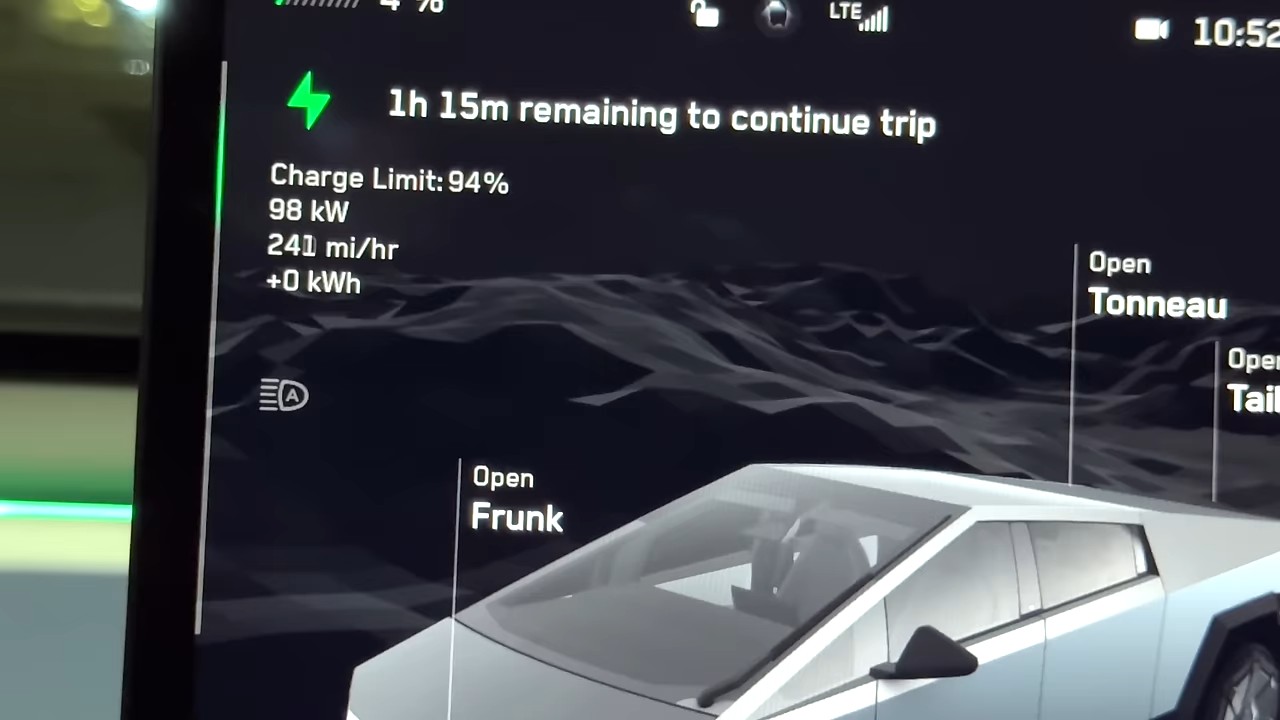 4 %
LTE
10:52
1h 15m remaining to continue trip
Charge Limit: 94%
98 kW
241 mi/hr
+0 kWh
A
Open
Tonneau
Open
Frunk